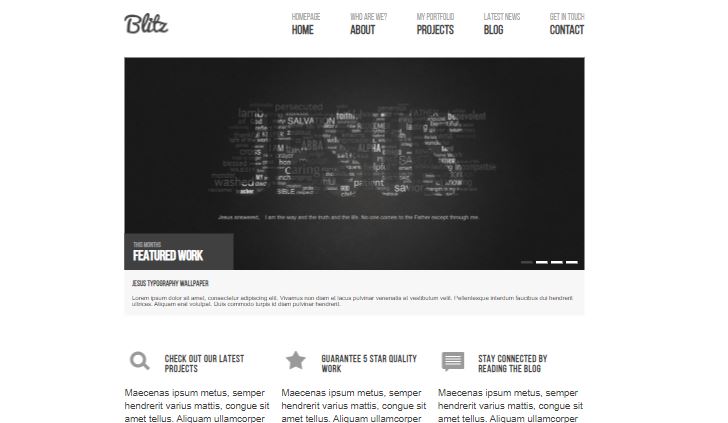 Blitz
HOMEPAGE WHO ARE WE? MY PORTFOLIO LATEST NEWS GET IN TOUCH
HOME ABOUT PROJECTS BLOG CONTACT
persecuted
lamb faithful FATHER benevolent
SALVATION
ABBA ALPHA
caring
washed BIBLE patient
JESUS
Jesus answered, I am the way and the truth and the life. No one comes to the Father except through me.
THIS MONTHS
FEATURED WORK
JESUS TYPOGRAPHY WALLPAPER
Lorem ipsum dolor sit amet, consectetur adipiscing elit. Vivamus non diam et lacus pulvinar venenatis et vestibulum velit. Pellentesque interdum faucibus dui hendrerit
ultrices. Aliquam erat volutpat. Duis commodo turpis id diam pulvinar hendrerit.
CHECK OUT OUR LATEST
PROJECTS
Maecenas ipsum metus, semper
hendrerit varius mattis, congue sit
amet tellus. Aliquam ullamcorper
GUARANTEE 5 STAR QUALITY
WORK
Maecenas ipsum metus, semper
hendrerit varius mattis, congue sit
amet tellus. Aliquam ullamcorper
STAY CONNECTED BY
READING THE BLOG
Maecenas ipsum metus, semper
hendrerit varius mattis, congue sit
amet tellus. Aliquam ullamcorper